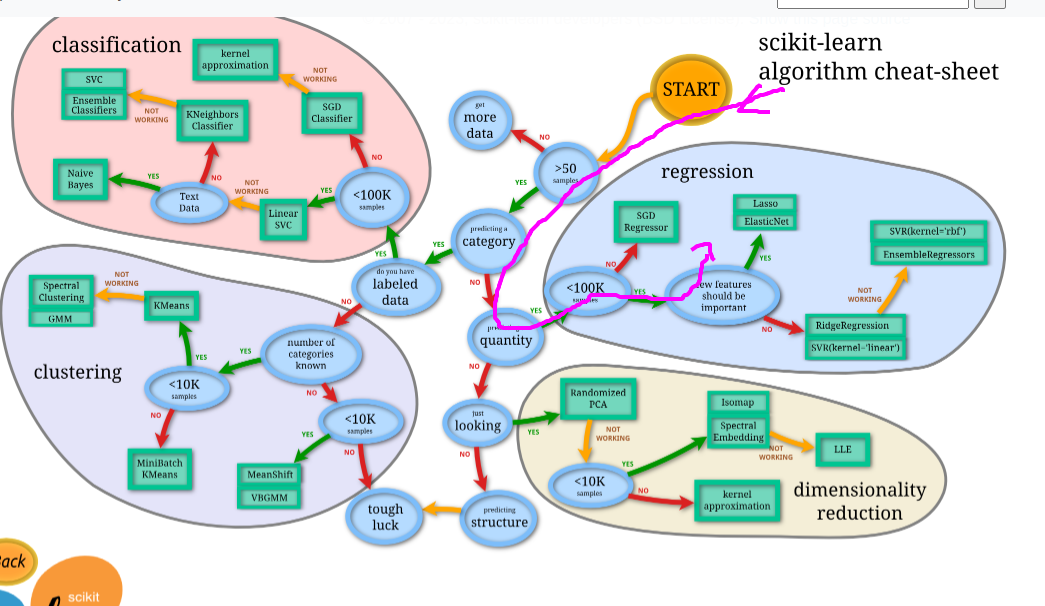 classification
kernel
approximation
SVC
Ensemble
Classifiers
NOT
WORKING
KNeighbors
Classifier
NOT
WORKING
SGD
Classifier
NO
NO
Naive
Bayes
YES
Text
Data
NOT
WORKING
Linear
SVC
YES
<100K
samples
START
scikit-learn
algorithm cheat-sheet
get
more
data
NO
>50
samples
YES
predicting a
category
YES
NO
YES
do you have
labeled
data
NO
quantity
YES
NO
regression
SGD
Regressor
NO
<100K
samples
YES
few features
should be
important
Lasso
ElasticNet
YES
NO
RidgeRegression
SVR(kernel='linear')
NOT
WORKING
SVR(kernel='rbf')
EnsembleRegressors
clustering
Spectral
Clustering
GMM
NOT
WORKING
KMeans
YES
<10K
samples
YES
number of
categories
known
NO
NO
MiniBatch
KMeans
<10K
samples
YES
NO
MeanShift
VBGMM
tough
luck
just
looking
YES
NO
predicting
structure
Randomized
PCA
NOT
WORKING
<10K
samples
YES
NO
Isomap
Spectral
Embedding
NOT
WORKING
LLE
kernel
approximation
dimensionality
reduction
scikit